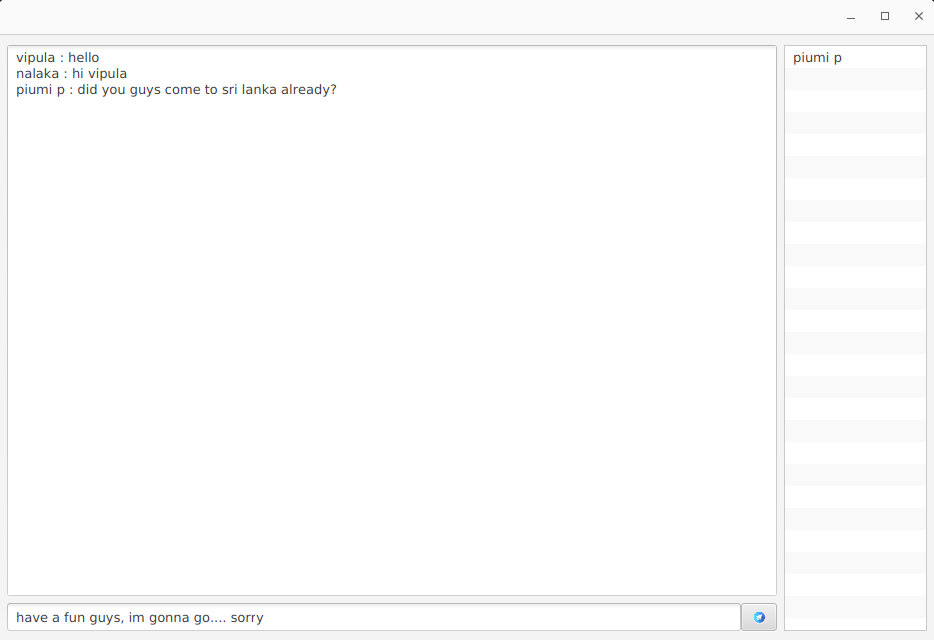 vipula : hello
nalaka : hi vipula
piumi p : did you guys come to sri lanka already?
piumi p
have a fun guys, im gonna go.... sorry